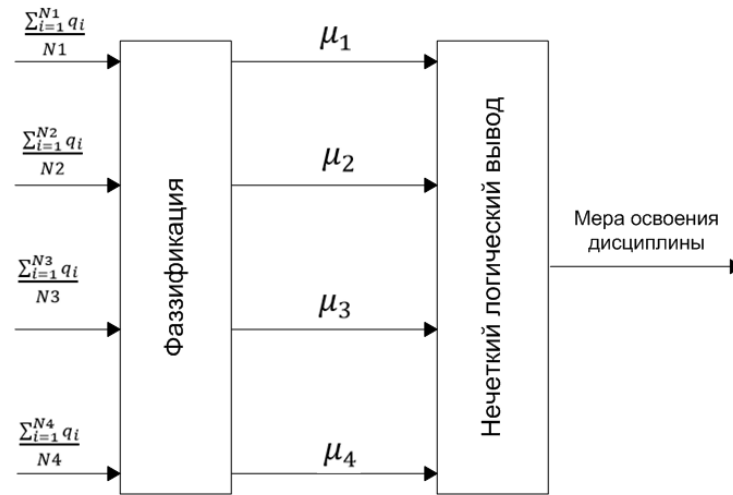 ∑_{i=1}^{N1} q_i / N1
μ₁
∑_{i=1}^{N2} q_i / N2
μ₂
∑_{i=1}^{N3} q_i / N3
μ₃
∑_{i=1}^{N4} q_i / N4
μ₄
Фаззификация
Нечеткий логический вывод
Мера освоения
дисциплины